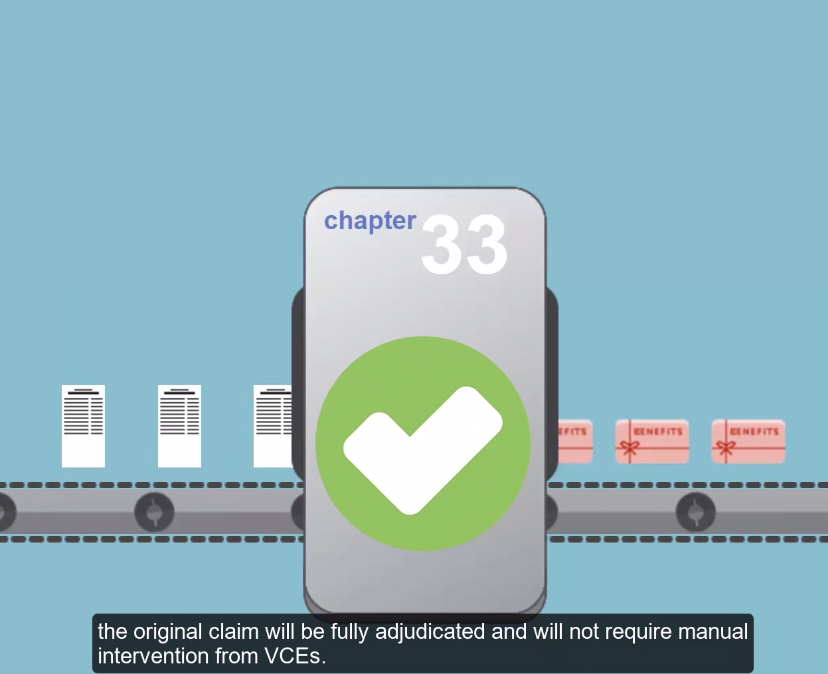 chapter 33
EFITS
BENEFITS
BENEFITS
the original claim will be fully adjudicated and will not require manual
intervention from VCEs.